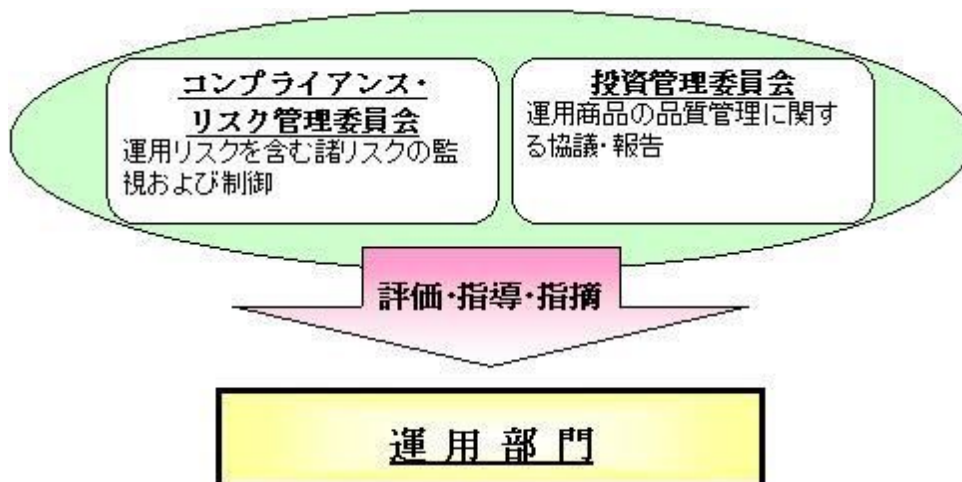 コンプライアンス・
リスク管理委員会
運用リスクを含む諸リスクの監
視および制御
投資管理委員会
運用商品の品質管理に関す
る協議・報告
評価・指導・指摘
運用部門